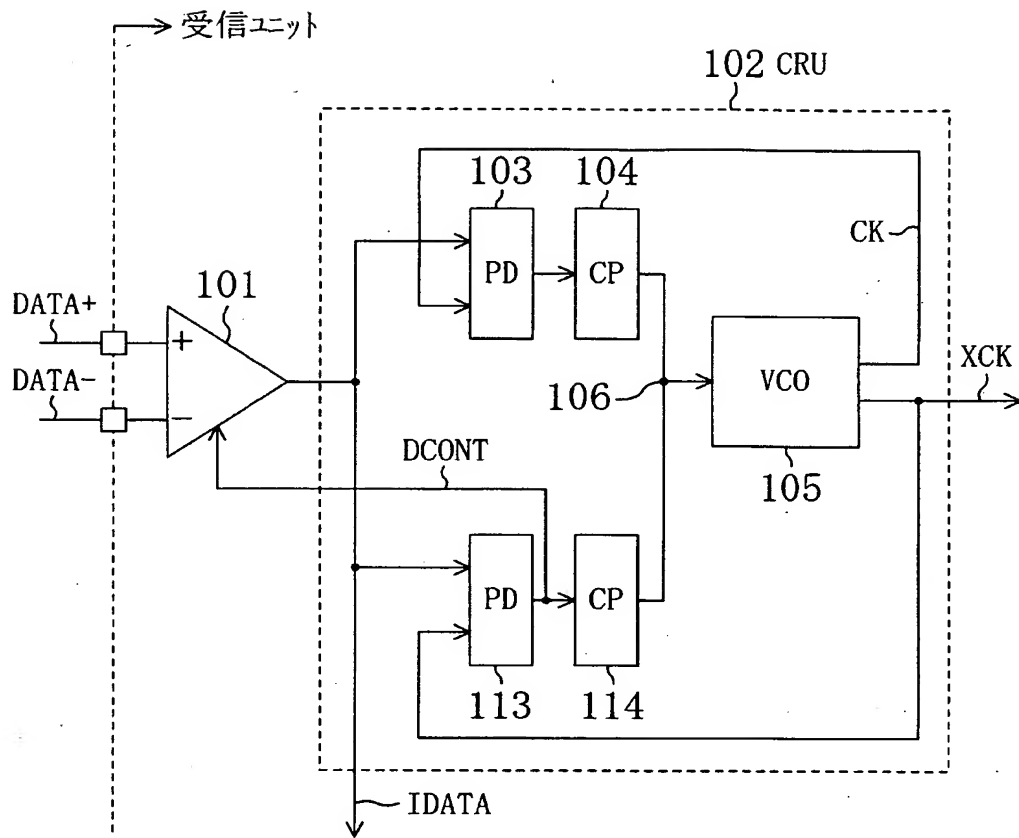 受信ユニット
102 CRU
103
104
CK
PD
CP
101
DATA+
+
DATA-
−
106
VCO
XCK
105
DCONT
PD
CP
113
114
IDATA